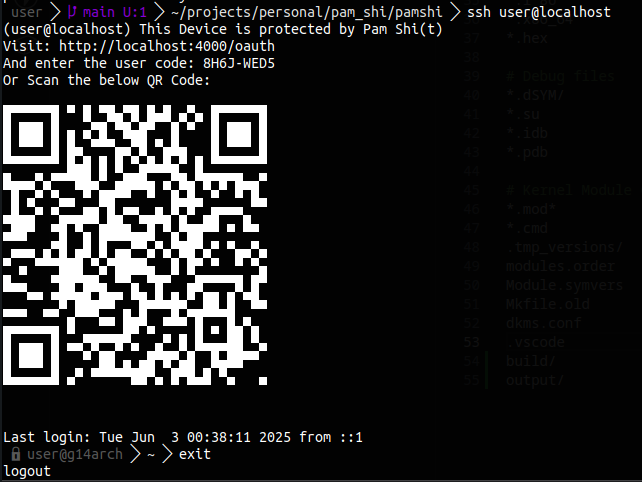 user main U:1 ~/projects/personal/pam_shi/pamshi ssh user@localhost
(user@localhost) This Device is protected by Pam Shi(t)
Visit: http://localhost:4000/oauth
And enter the user code: 8H6J-WED5
Or Scan the below QR Code:
Last login: Tue Jun  3 00:38:11 2025 from ::1
user@g14arch ~ exit
logout
37 *.hex
38
39 # Debug files
40 *.dSYM/
41 *.su
42 *.idb
43 *.pdb
44
45 # Kernel Module
46 *.mod*
47 *.cmd
48 .tmp_versions/
49 modules.order
50 Module.symvers
51 Mkfile.old
52 dkms.conf
53 .vscode
54 build/
55 output/